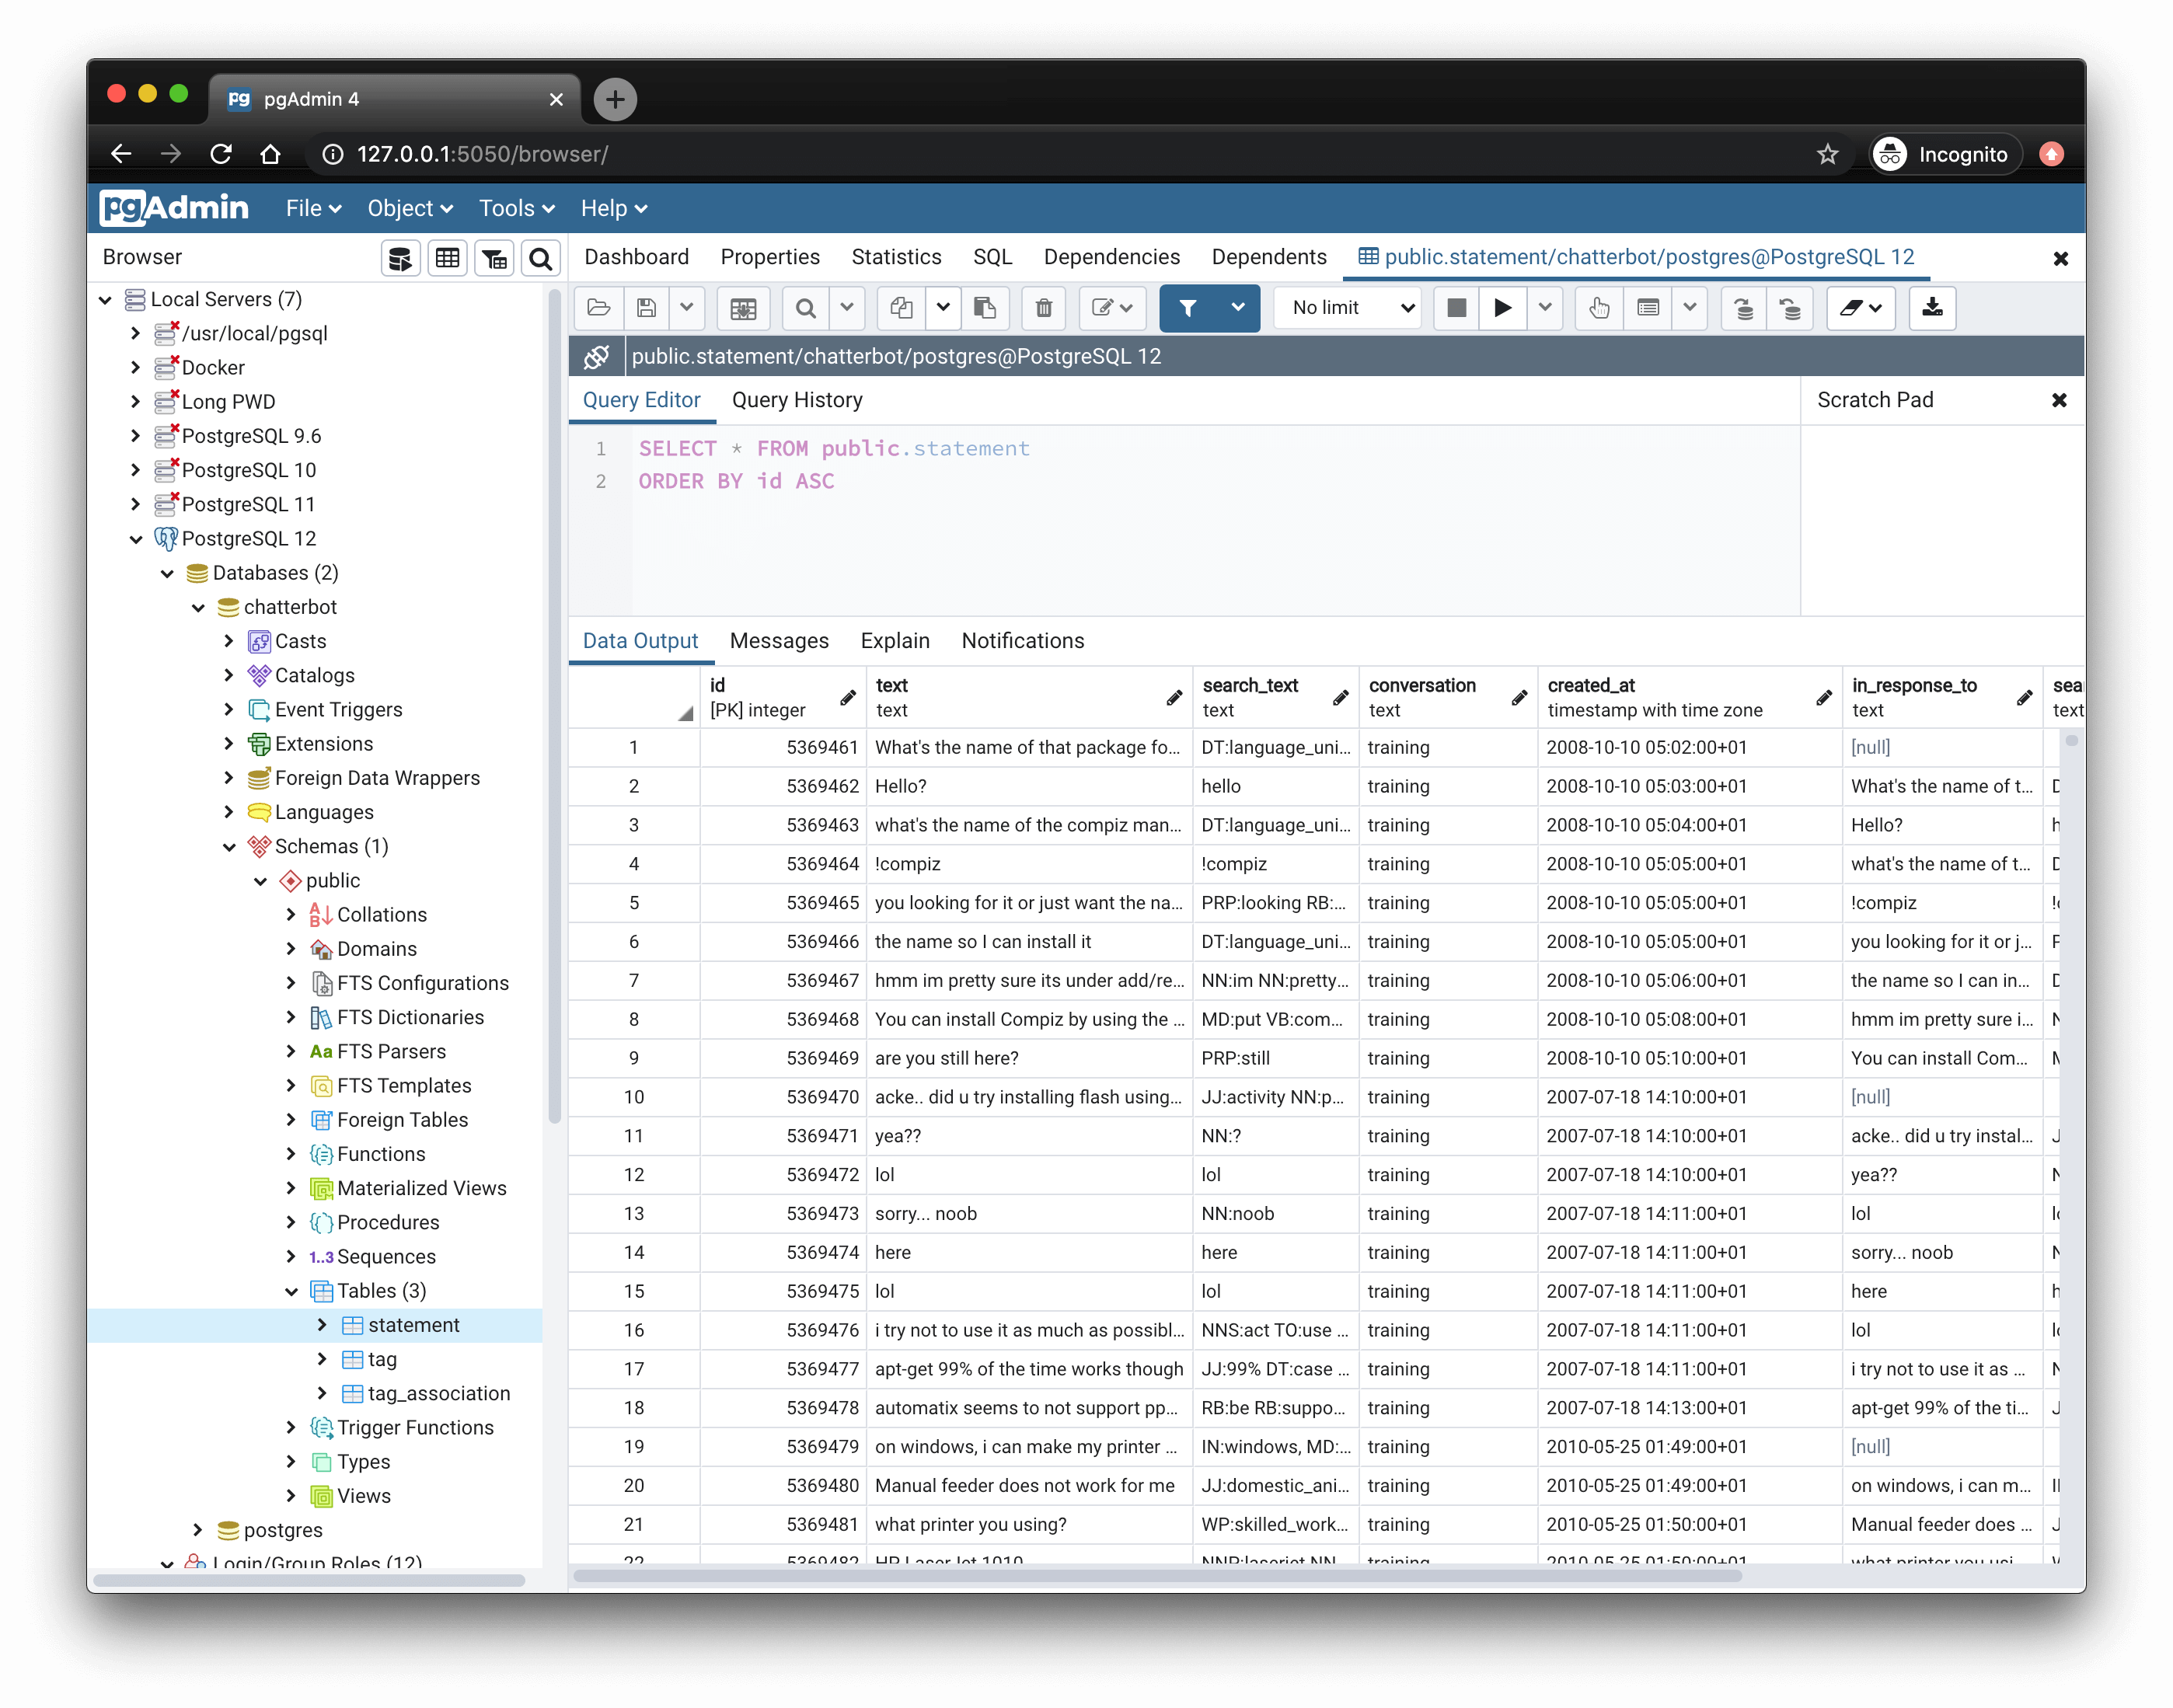 pgAdmin 4
127.0.0.1:5050/browser/
Incognito
pgAdmin File Object Tools Help
Browser
Dashboard Properties Statistics SQL Dependencies Dependents public.statement/chatterbot/postgres@PostgreSQL 12
No limit
public.statement/chatterbot/postgres@PostgreSQL 12
Query Editor Query History
Scratch Pad
1 SELECT * FROM public.statement
2 ORDER BY id ASC
Local Servers (7)
/usr/local/pgsql
Docker
Long PWD
PostgreSQL 9.6
PostgreSQL 10
PostgreSQL 11
PostgreSQL 12
Databases (2)
chatterbot
Casts
Catalogs
Event Triggers
Extensions
Foreign Data Wrappers
Languages
Schemas (1)
public
Collations
Domains
FTS Configurations
FTS Dictionaries
Aa FTS Parsers
FTS Templates
Foreign Tables
Functions
Materialized Views
Procedures
1..3 Sequences
Tables (3)
statement
tag
tag_association
Trigger Functions
Types
Views
postgres
Login/Group Roles (12)
Data Output Messages Explain Notifications
id text search_text conversation created_at in_response_to
[PK] integer text text text timestamp with time zone text text
1 5369461 What's the name of that package fo... DT:language_uni... training 2008-10-10 05:02:00+01 [null]
2 5369462 Hello? hello training 2008-10-10 05:03:00+01 What's the name of t...
3 5369463 what's the name of the compiz man... DT:language_uni... training 2008-10-10 05:04:00+01 Hello?
4 5369464 !compiz !compiz training 2008-10-10 05:05:00+01 what's the name of t...
5 5369465 you looking for it or just want the na... PRP:looking RB:... training 2008-10-10 05:05:00+01 !compiz
6 5369466 the name so I can install it DT:language_uni... training 2008-10-10 05:05:00+01 you looking for it or j...
7 5369467 hmm im pretty sure its under add/re... NN:im NN:pretty... training 2008-10-10 05:06:00+01 the name so I can in...
8 5369468 You can install Compiz by using the ... MD:put VB:com... training 2008-10-10 05:08:00+01 hmm im pretty sure i...
9 5369469 are you still here? PRP:still training 2008-10-10 05:10:00+01 You can install Com...
10 5369470 acke.. did u try installing flash using... JJ:activity NN:p... training 2007-07-18 14:10:00+01 [null]
11 5369471 yea?? NN:? training 2007-07-18 14:10:00+01 acke.. did u try instal...
12 5369472 lol lol training 2007-07-18 14:10:00+01 yea??
13 5369473 sorry... noob NN:noob training 2007-07-18 14:11:00+01 lol
14 5369474 here here training 2007-07-18 14:11:00+01 sorry... noob
15 5369475 lol lol training 2007-07-18 14:11:00+01 here
16 5369476 i try not to use it as much as possibl... NNS:act TO:use ... training 2007-07-18 14:11:00+01 lol
17 5369477 apt-get 99% of the time works though JJ:99% DT:case ... training 2007-07-18 14:11:00+01 i try not to use it as ...
18 5369478 automatix seems to not support pp... RB:be RB:suppo... training 2007-07-18 14:13:00+01 apt-get 99% of the ti...
19 5369479 on windows, i can make my printer ... IN:windows, MD:... training 2010-05-25 01:49:00+01 [null]
20 5369480 Manual feeder does not work for me JJ:domestic_ani... training 2010-05-25 01:49:00+01 on windows, i can m...
21 5369481 what printer you using? WP:skilled_work... training 2010-05-25 01:50:00+01 Manual feeder does ...
22 5369482 HP LaserJet 1010 training 2010-05-25 01:50:00+01 what printer you usi...